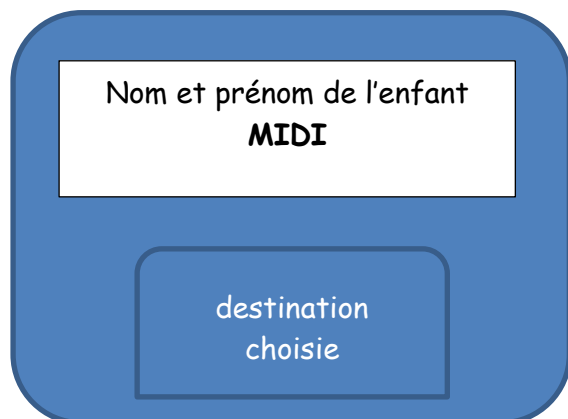 Nom et prénom de l’enfant
MIDI
destination
choisie